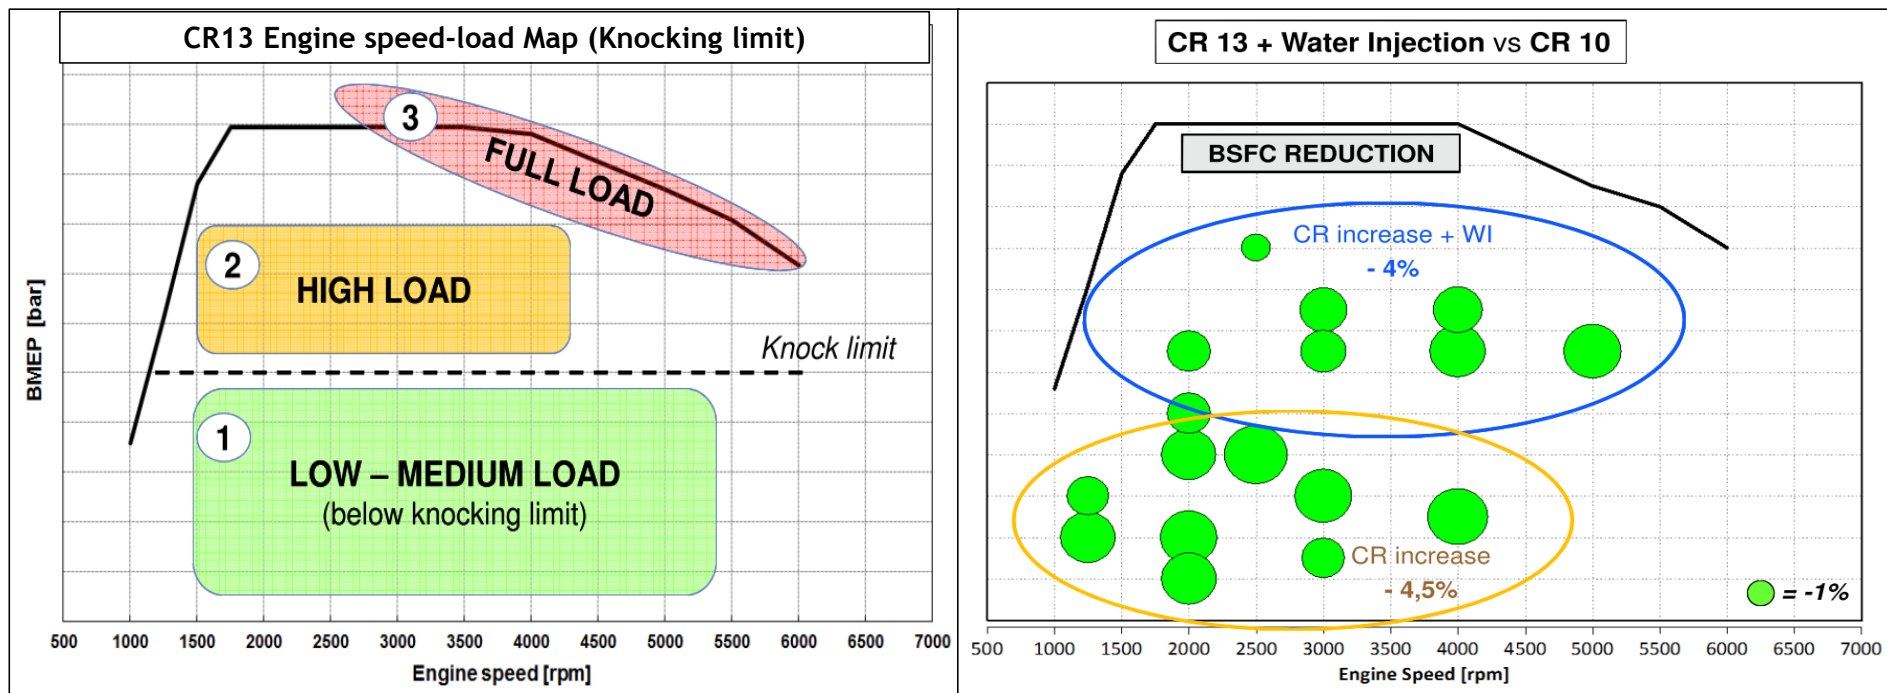 CR13 Engine speed-load Map (Knocking limit)
3
FULL LOAD
2
HIGH LOAD
Knock limit
1
LOW – MEDIUM LOAD
(below knocking limit)
BMEP [bar]
500 1000 1500 2000 2500 3000 3500 4000 4500 5000 5500 6000 6500 7000
Engine speed [rpm]
CR 13 + Water Injection vs CR 10
BSFC REDUCTION
CR increase + WI
- 4%
CR increase
- 4,5%
= -1%
500 1000 1500 2000 2500 3000 3500 4000 4500 5000 5500 6000 6500 7000
Engine Speed [rpm]